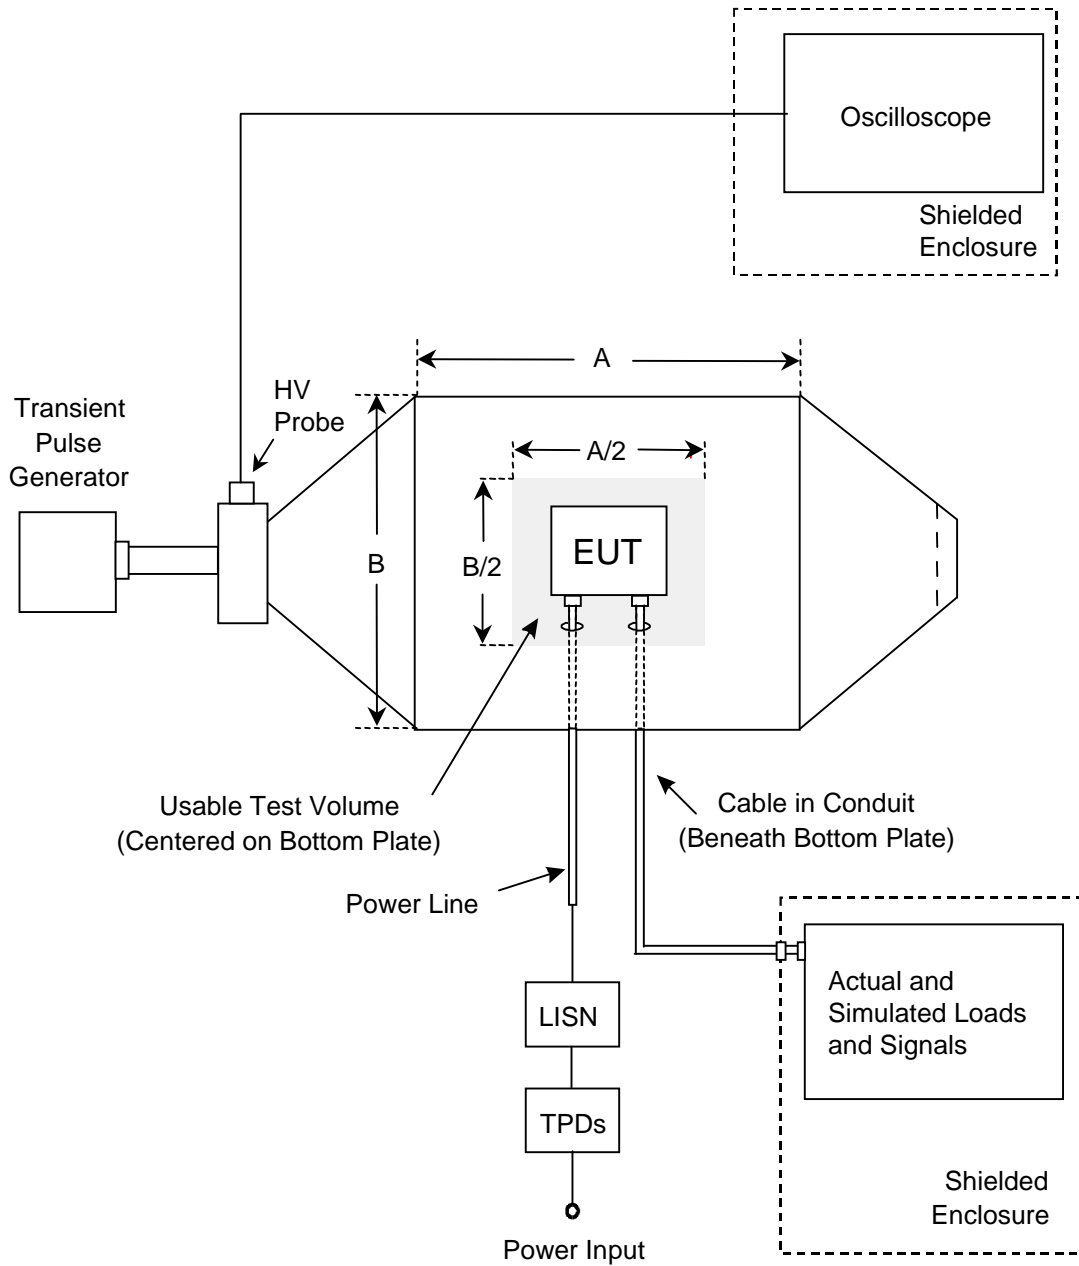 Oscilloscope
Shielded
Enclosure
A
HV
Probe
Transient
Pulse
Generator
A/2
B
B/2
EUT
Usable Test Volume
(Centered on Bottom Plate)
Cable in Conduit
(Beneath Bottom Plate)
Power Line
Actual and
Simulated Loads
and Signals
LISN
TPDs
Shielded
Enclosure
Power Input